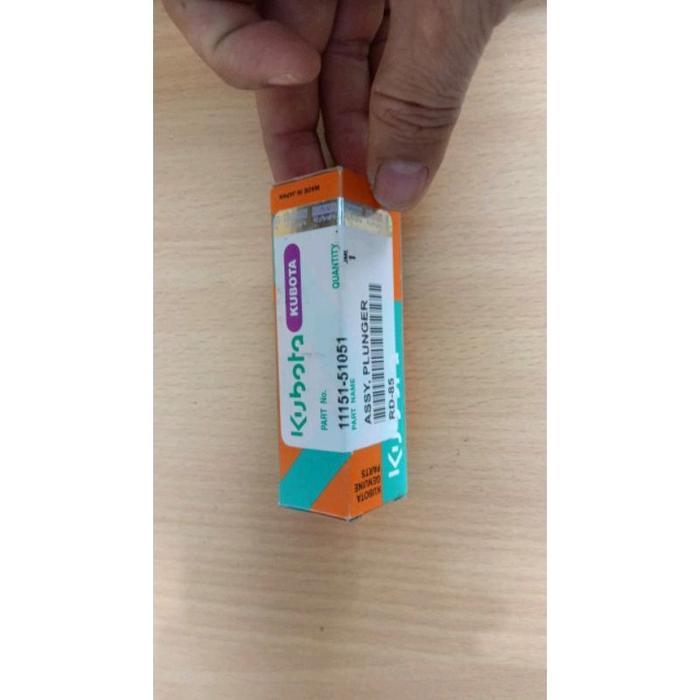 MADE IN JAPAN
Kubota
KUBOTA
PART No.
QUANTITY
11151-51051
1
PART NAME
ASSY, PLUNGER
RD-85
KUBOTA
GENUINE
PARTS